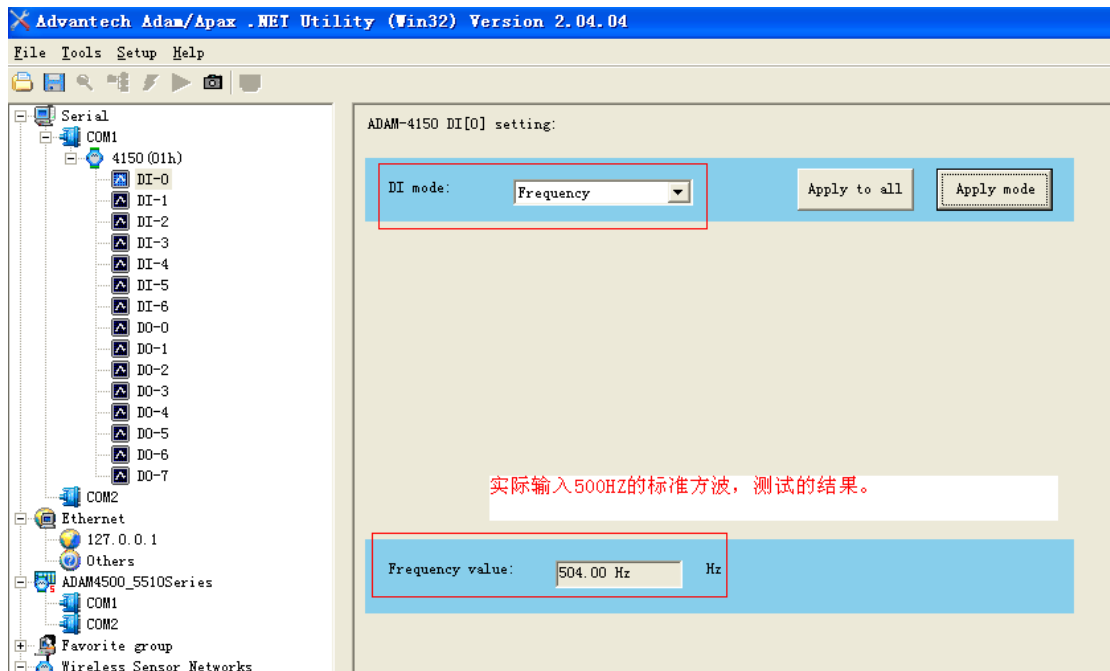 Advantech Adam/Apax .NET Utility (Win32) Version 2.04.04
File Tools Setup Help
Serial
COM1
4150(01h)
DI-0
DI-1
DI-2
DI-3
DI-4
DI-5
DI-6
DO-0
DO-1
DO-2
DO-3
DO-4
DO-5
DO-6
DO-7
COM2
Ethernet
127.0.0.1
Others
ADAM4500_5510Series
COM1
COM2
Favorite group
Wireless Sensor Networks
ADAM-4150 DI[0] setting:
DI mode: Frequency Apply to all Apply mode
实际输入500HZ的标准方波，测试的结果。
Frequency value: 504.00 Hz Hz